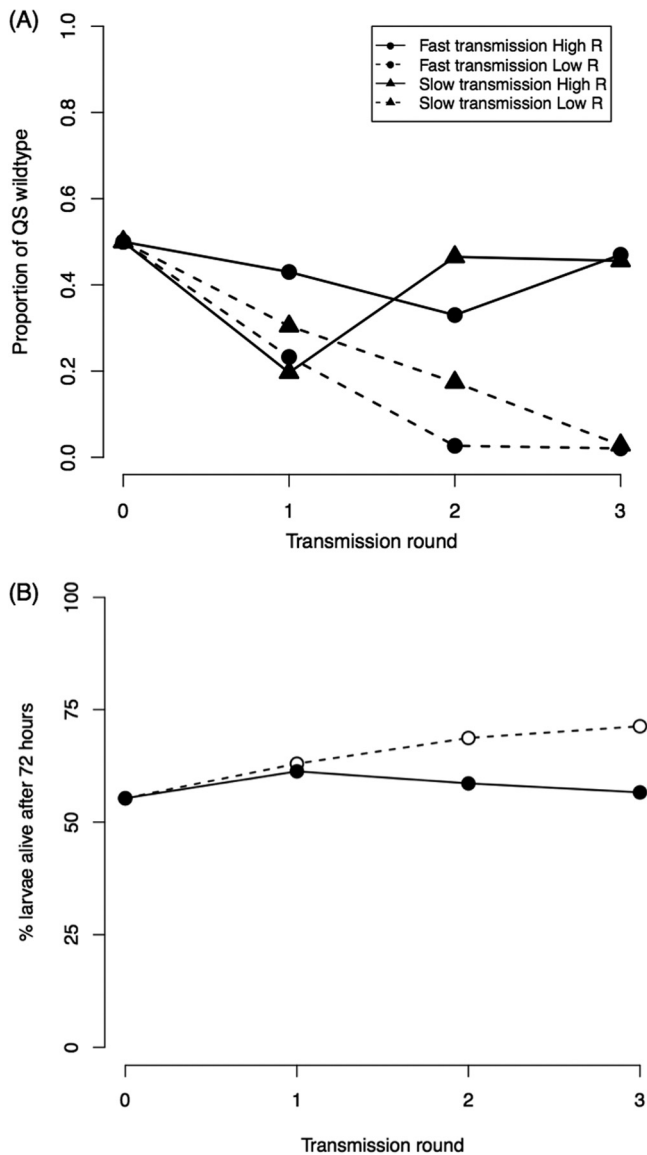 (A)
1.0
0.8
0.6
0.4
0.2
0.0
Proportion of QS wildtype
Fast transmission High R
Fast transmission Low R
Slow transmission High R
Slow transmission Low R
0 1 2 3
Transmission round
(B)
100
75
50
25
0
% larvae alive after 72 hours
0 1 2 3
Transmission round